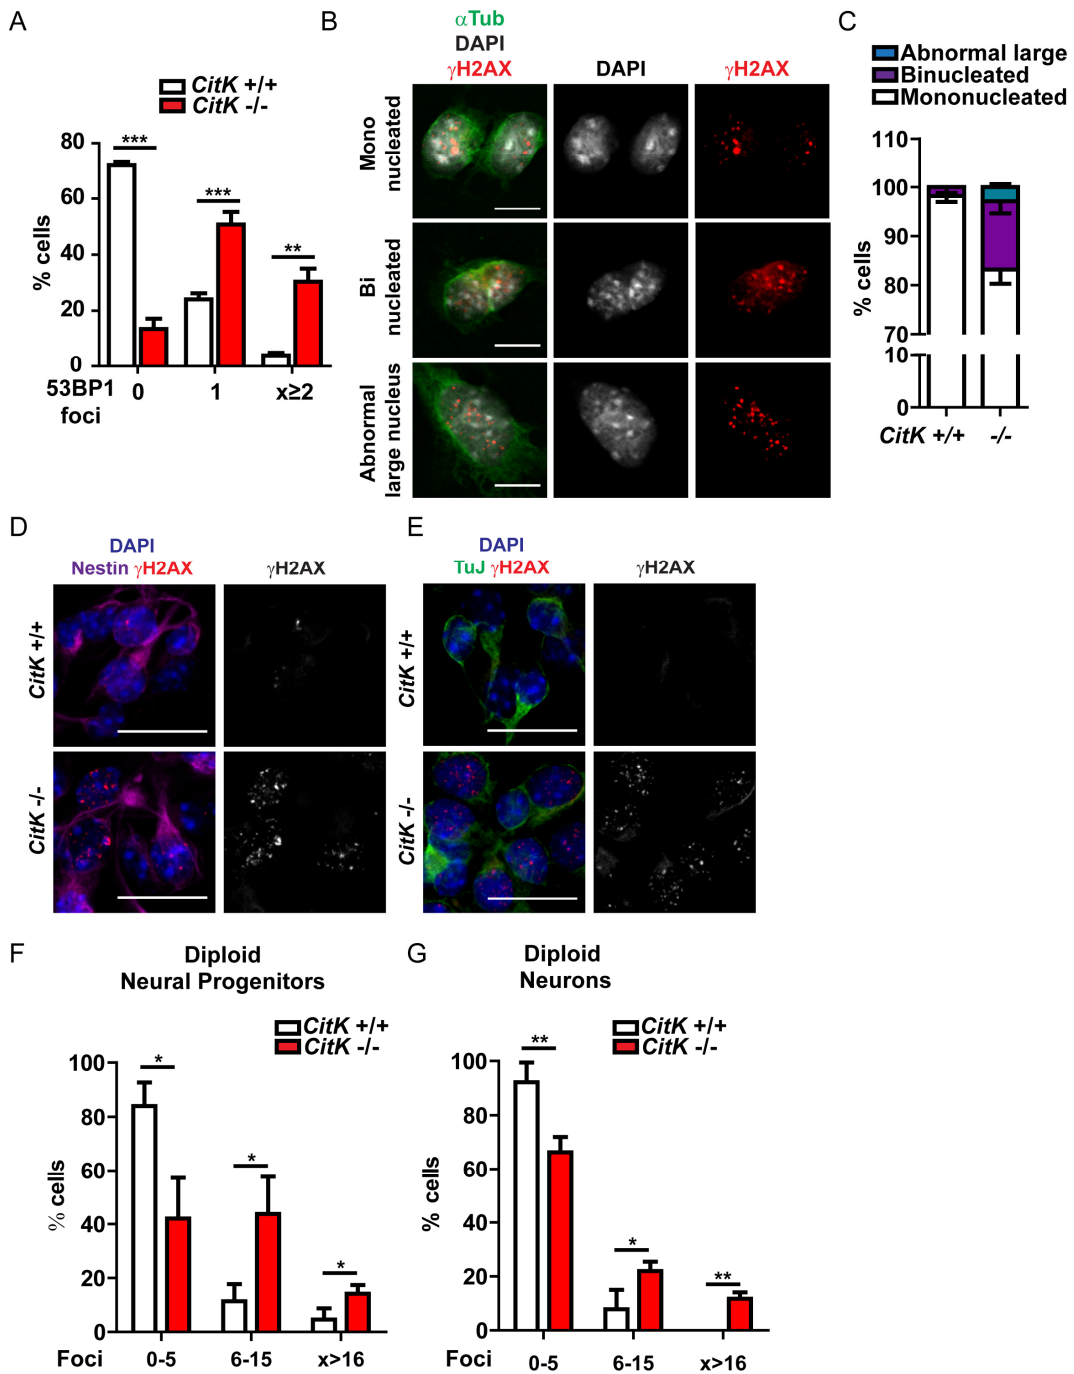 A
CitK +/+
CitK -/-
% cells
80
60
40
20
0
***
***
**
53BP1
foci
0
1
x≥2
B
αTub
DAPI
γH2AX
DAPI
γH2AX
Mono
nucleated
Bi
nucleated
Abnormal
large nucleus
C
Abnormal large
Binucleated
Mononucleated
% cells
110
100
90
80
70
10
0
CitK +/+
-/-
D
DAPI
Nestin γH2AX
γH2AX
CitK +/+
CitK -/-
E
DAPI
TuJ γH2AX
γH2AX
CitK +/+
CitK -/-
F
Diploid
Neural Progenitors
CitK +/+
CitK -/-
% cells
100
80
60
40
20
0
*
*
*
Foci
0-5
6-15
x>16
G
Diploid
Neurons
CitK +/+
CitK -/-
% cells
100
80
60
40
20
0
**
*
**
Foci
0-5
6-15
x>16